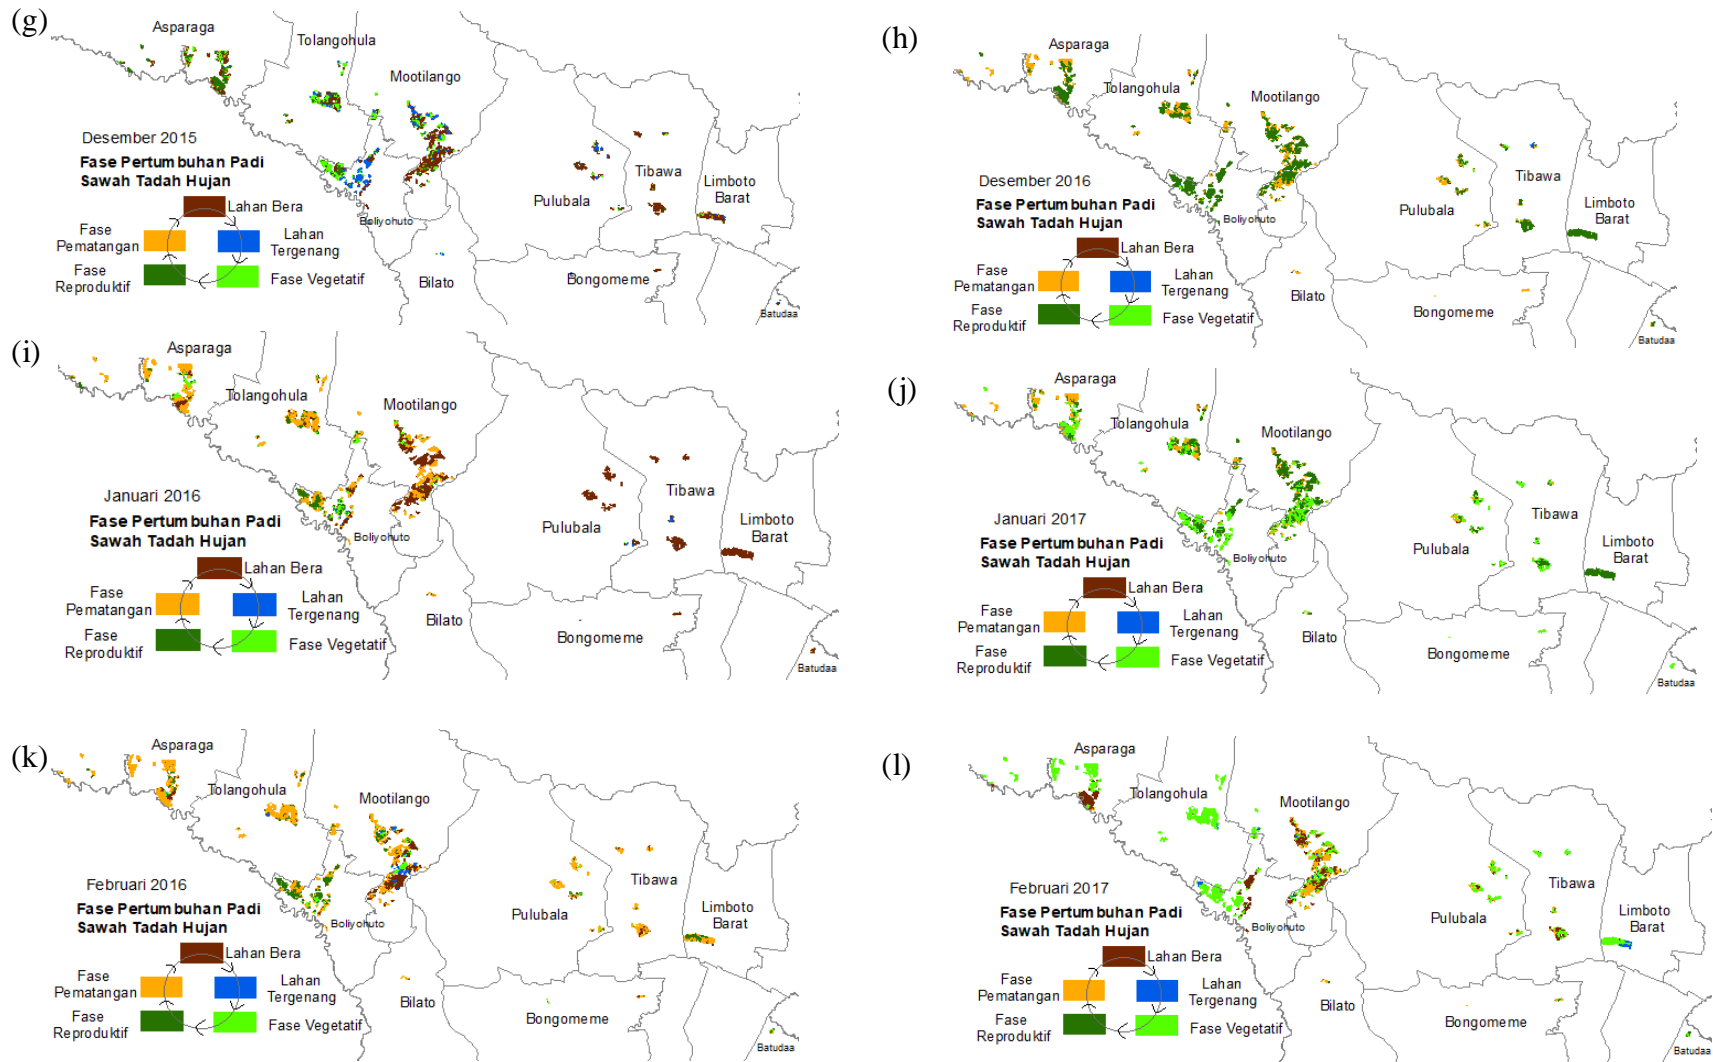 (g)
Asparaga
Tolangohula
Mootilango
Desember 2015
Fase Pertumbuhan Padi
Sawah Tadah Hujan
Lahan Bera
Fase
Pematangan
Lahan
Tergenang
Fase
Reproduktif
Fase Vegetatif
Boliyohuto
Bilato
Pulubala
Tibawa
Limboto
Barat
Bongomeme
Batudaa
(h)
Asparaga
Tolangohula
Mootilango
Desember 2016
Fase Pertumbuhan Padi
Sawah Tadah Hujan
Lahan Bera
Fase
Pematangan
Lahan
Tergenang
Fase
Reproduktif
Fase Vegetatif
Boliyohuto
Bilato
Pulubala
Tibawa
Limboto
Barat
Bongomeme
Batudaa
(i)
Asparaga
Tolangohula
Mootilango
Januari 2016
Fase Pertumbuhan Padi
Sawah Tadah Hujan
Lahan Bera
Fase
Pematangan
Lahan
Tergenang
Fase
Reproduktif
Fase Vegetatif
Boliyohuto
Bilato
Pulubala
Tibawa
Limboto
Barat
Bongomeme
Batudaa
(j)
Asparaga
Tolangohula
Mootilango
Januari 2017
Fase Pertumbuhan Padi
Sawah Tadah Hujan
Lahan Bera
Fase
Pematangan
Lahan
Tergenang
Fase
Reproduktif
Fase Vegetatif
Boliyohuto
Bilato
Pulubala
Tibawa
Limboto
Barat
Bongomeme
Batudaa
(k)
Asparaga
Tolangohula
Mootilango
Februari 2016
Fase Pertumbuhan Padi
Sawah Tadah Hujan
Lahan Bera
Fase
Pematangan
Lahan
Tergenang
Fase
Reproduktif
Fase Vegetatif
Boliyohuto
Bilato
Pulubala
Tibawa
Limboto
Barat
Bongomeme
Batudaa
(l)
Asparaga
Tolangohula
Mootilango
Februari 2017
Fase Pertumbuhan Padi
Sawah Tadah Hujan
Lahan Bera
Fase
Pematangan
Lahan
Tergenang
Fase
Reproduktif
Fase Vegetatif
Boliyohuto
Bilato
Pulubala
Tibawa
Limboto
Barat
Bongomeme
Batudaa